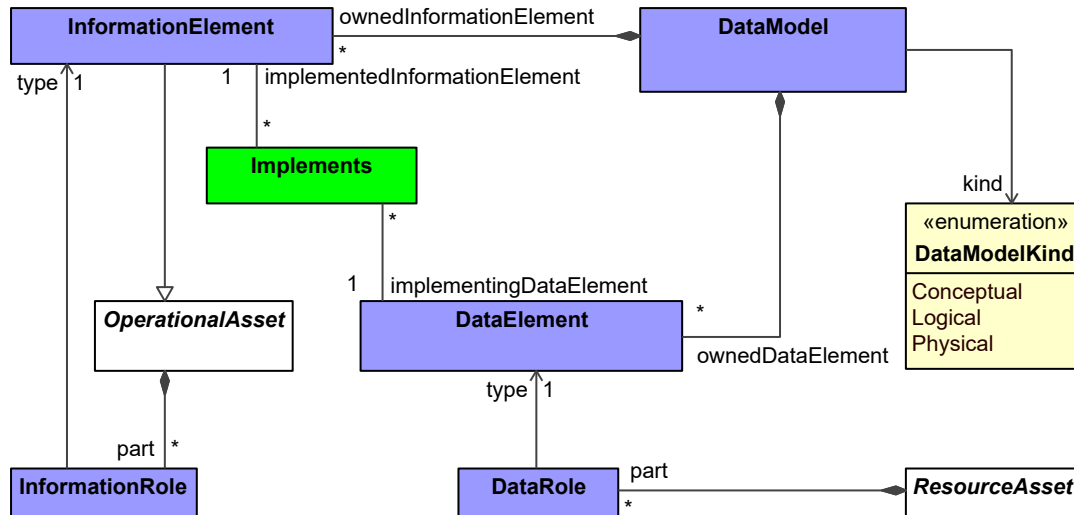 InformationElement
ownedInformationElement
*
DataModel
type 1
1 implementedInformationElement
*
Implements
*
kind
«enumeration»
DataModelKind
Conceptual
Logical
Physical
1 implementingDataElement
OperationalAsset
DataElement
*
ownedDataElement
type 1
part *
InformationRole
DataRole
part
*
ResourceAsset